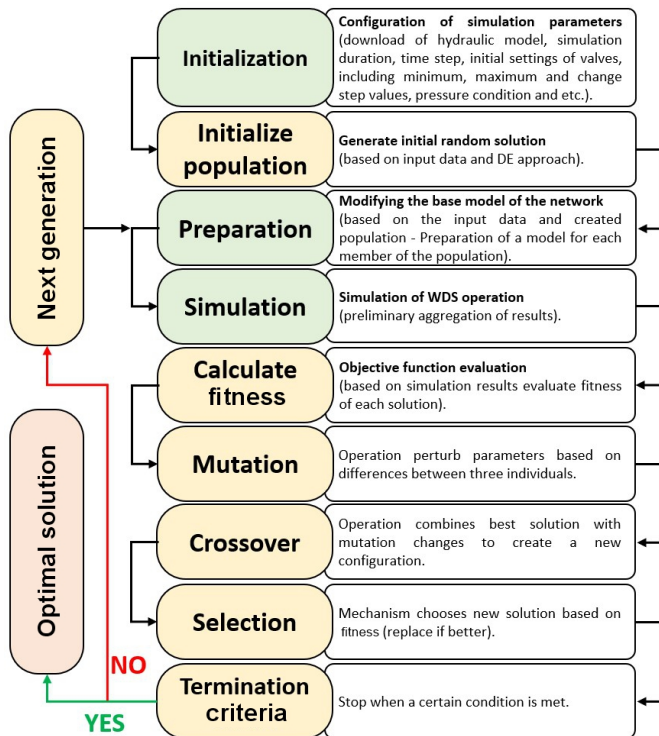 Initialization
Configuration of simulation parameters
(download of hydraulic model, simulation
duration, time step, initial settings of valves,
including minimum, maximum and change
step values, pressure condition and etc.).
Initialize
population
Generate initial random solution
(based on input data and DE approach).
Next generation
Preparation
Modifying the base model of the network
(based on the input data and created
population - Preparation of a model for each
member of the population).
Simulation
Simulation of WDS operation
(preliminary aggregation of results).
Calculate
fitness
Objective function evaluation
(based on simulation results evaluate fitness
of each solution).
Optimal solution
Mutation
Operation perturb parameters based on
differences between three individuals.
Crossover
Operation combines best solution with
mutation changes to create a new
configuration.
Selection
Mechanism chooses new solution based on
fitness (replace if better).
NO
YES
Termination
criteria
Stop when a certain condition is met.